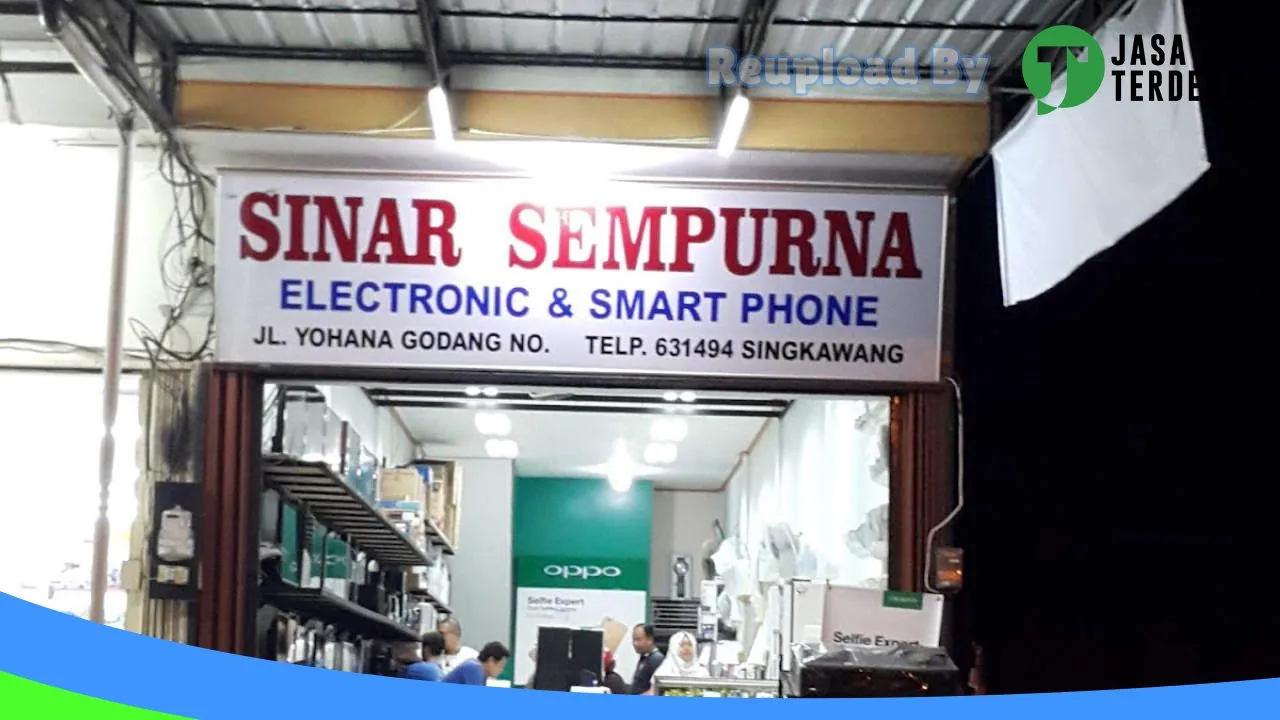 Reupload By
JASA
SINAR SEMPURNA
ELECTRONIC & SMART PHONE
JL. YOHANA GODANG NO. TELP. 631494 SINGKAWANG
oppo
Selfie Expert
Selfie Expert